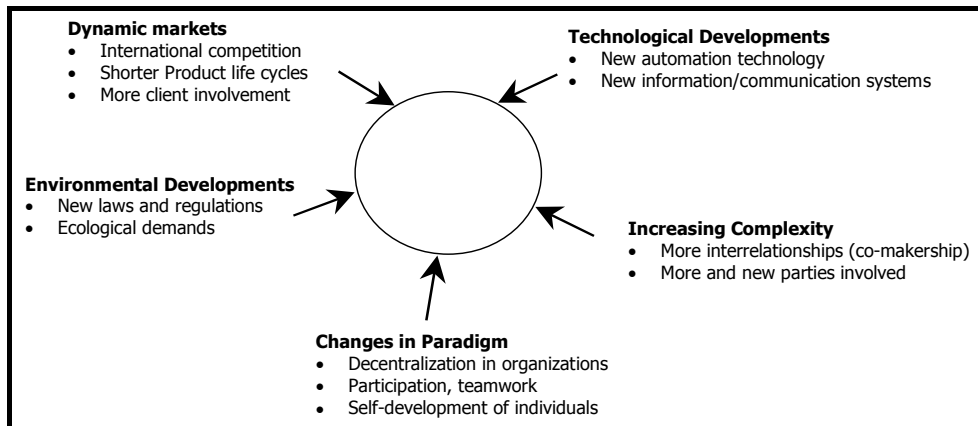 Dynamic markets
• International competition
• Shorter Product life cycles
• More client involvement
Technological Developments
• New automation technology
• New information/communication systems
Environmental Developments
• New laws and regulations
• Ecological demands
Increasing Complexity
• More interrelationships (co-makership)
• More and new parties involved
Changes in Paradigm
• Decentralization in organizations
• Participation, teamwork
• Self-development of individuals